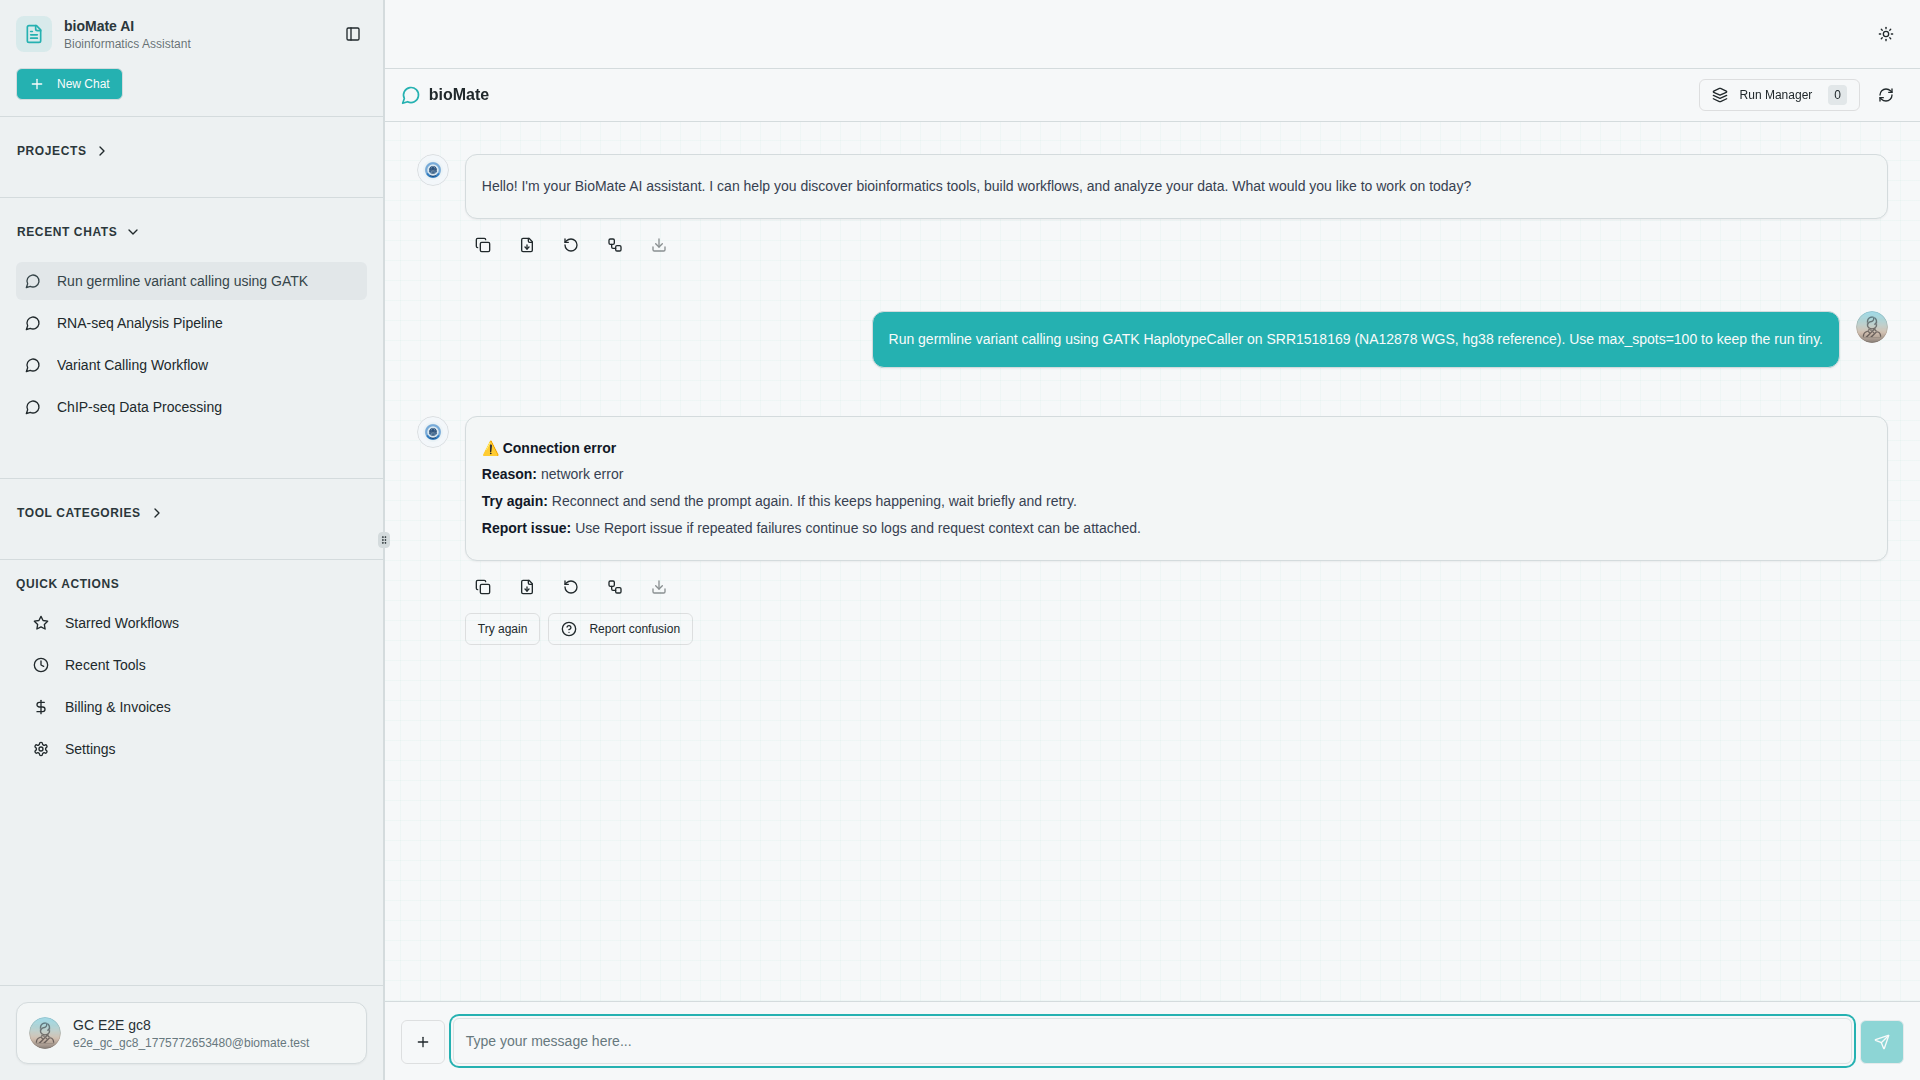 bioMate AI
Bioinformatics Assistant
New Chat
PROJECTS
RECENT CHATS
Run germline variant calling using GATK
RNA-seq Analysis Pipeline
Variant Calling Workflow
ChIP-seq Data Processing
TOOL CATEGORIES
QUICK ACTIONS
Starred Workflows
Recent Tools
Billing & Invoices
Settings
GC E2E gc8
e2e_gc_gc8_1775772653480@biomate.test
bioMate
Run Manager 0
Hello! I'm your BioMate AI assistant. I can help you discover bioinformatics tools, build workflows, and analyze your data. What would you like to work on today?
Run germline variant calling using GATK HaplotypeCaller on SRR1518169 (NA12878 WGS, hg38 reference). Use max_spots=100 to keep the run tiny.
⚠️ Connection error
Reason: network error
Try again: Reconnect and send the prompt again. If this keeps happening, wait briefly and retry.
Report issue: Use Report issue if repeated failures continue so logs and request context can be attached.
Try again
Report confusion
Type your message here...